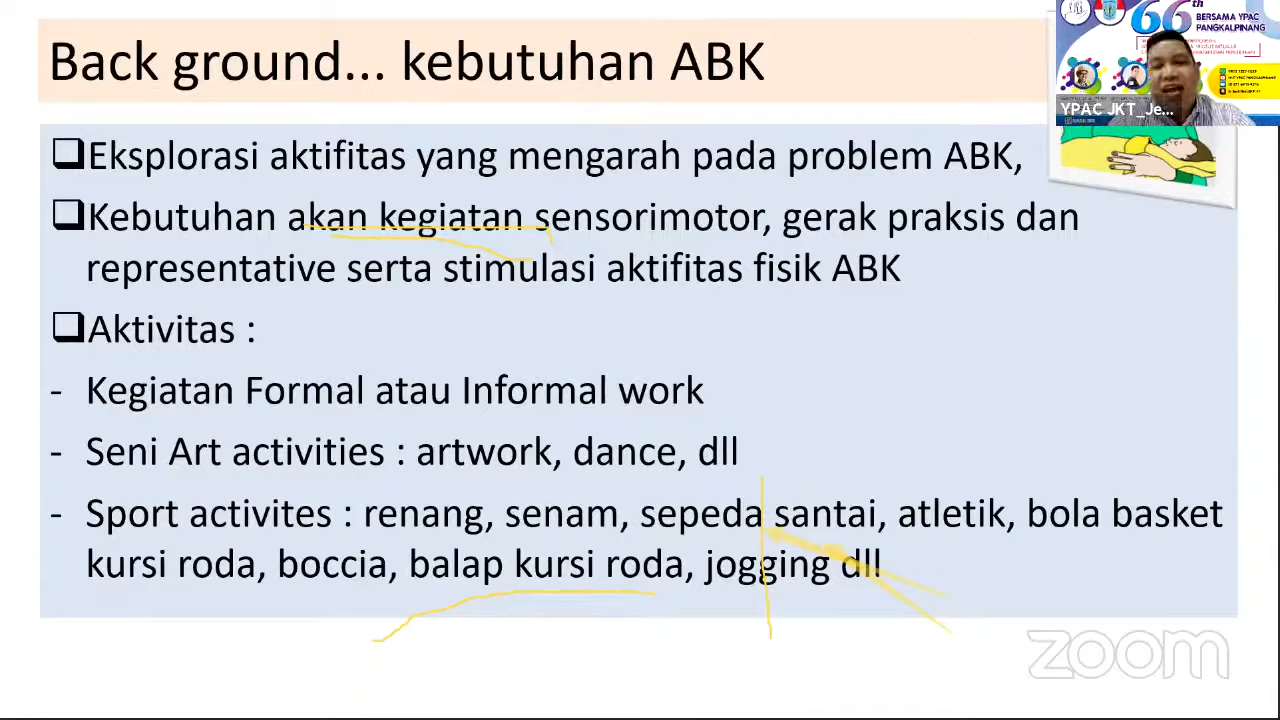 Back ground... kebutuhan ABK
66th
BERSAMA YPAC
PANGKALPINANG
YPAC JKT_Je...
Eksplorasi aktifitas yang mengarah pada problem ABK,
Kebutuhan akan kegiatan sensorimotor, gerak praksis dan
representative serta stimulasi aktifitas fisik ABK
Aktivitas :
- Kegiatan Formal atau Informal work
- Seni Art activities : artwork, dance, dll
- Sport activites : renang, senam, sepeda santai, atletik, bola basket
kursi roda, boccia, balap kursi roda, jogging dll
zoom